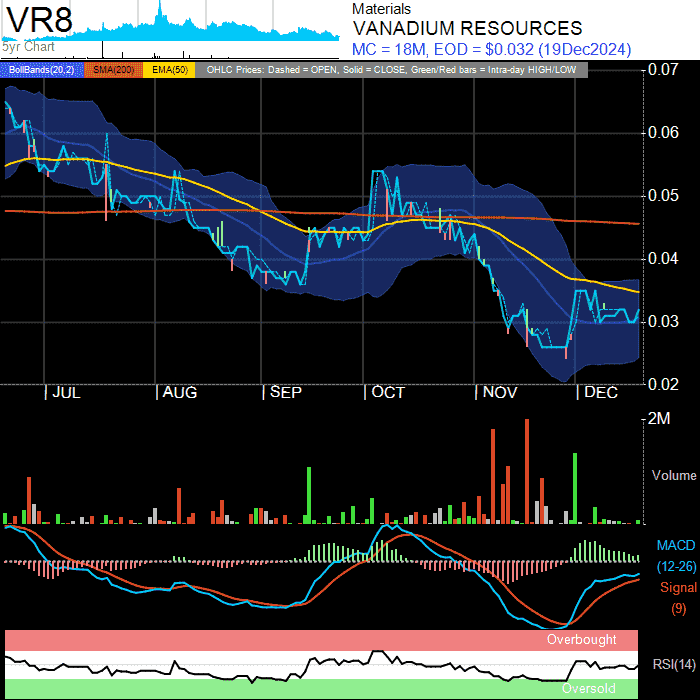 VR8
5yr Chart
Materials
VANADIUM RESOURCES
MC = 18M, EOD = $0.032 (19Dec2024)
BollBands(20,2) SMA(200) EMA(50) OHLC Prices: Dashed = OPEN, Solid = CLOSE, Green/Red bars = Intra-day HIGH/LOW
0.07
0.06
0.05
0.04
0.03
0.02
JUL AUG SEP OCT NOV DEC
2M
Volume
MACD
(12-26)
Signal
(9)
Overbought
RSI(14)
Oversold